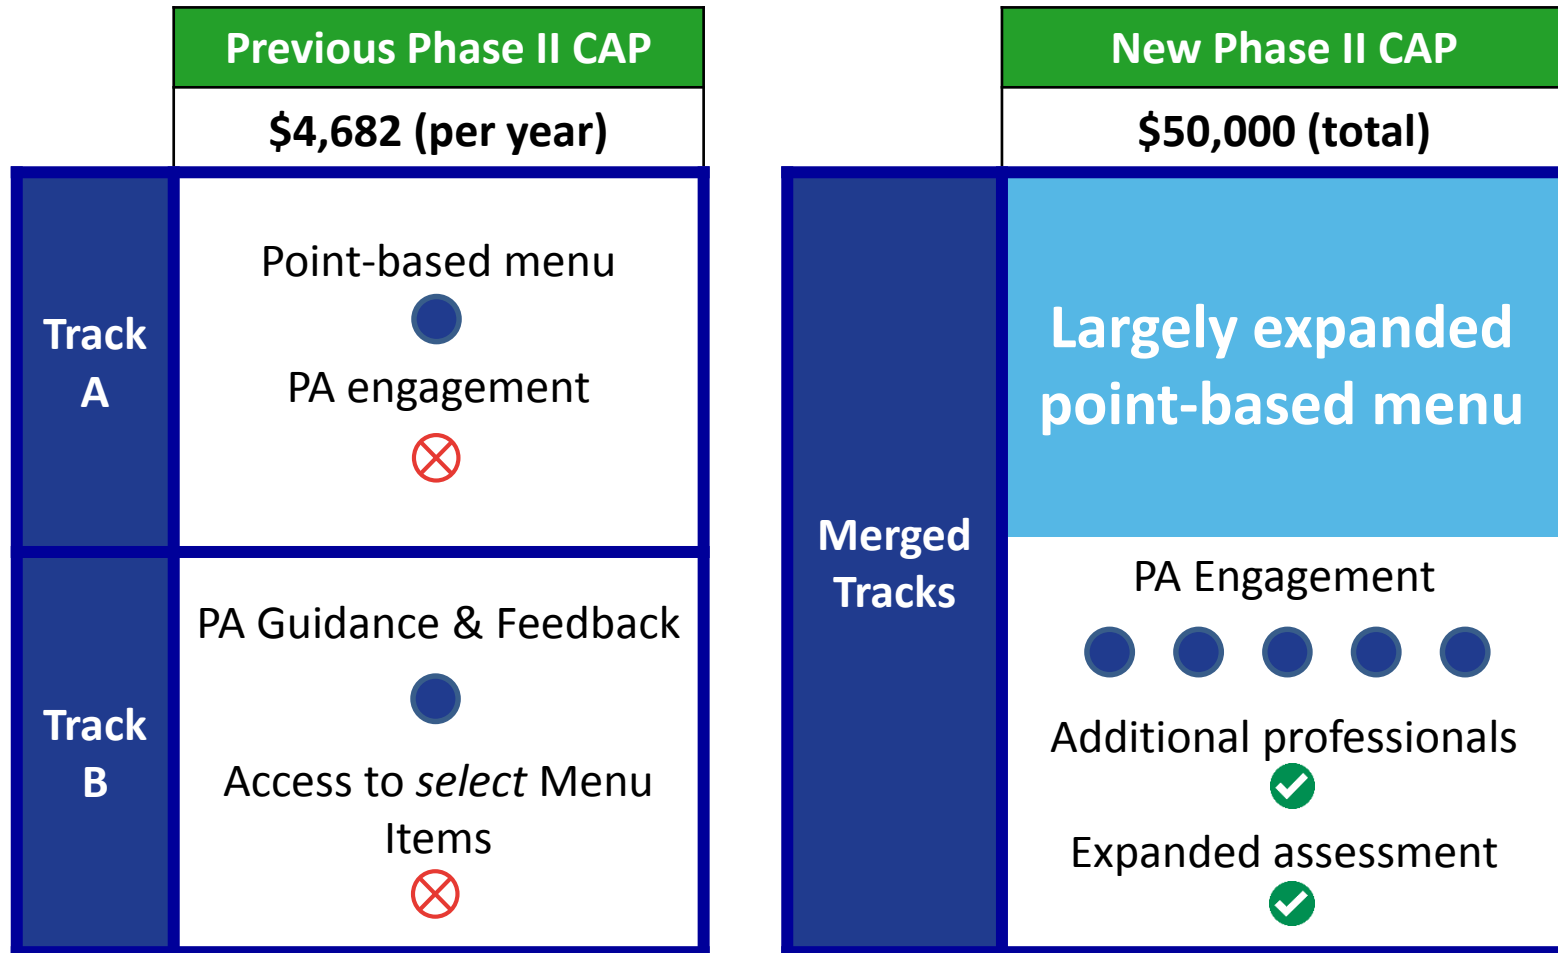 Previous Phase II CAP
$4,682 (per year)
Track
A
Point-based menu
PA engagement
Track
B
PA Guidance & Feedback
Access to select Menu
Items
New Phase II CAP
$50,000 (total)
Merged
Tracks
Largely expanded
point-based menu
PA Engagement
Additional professionals
Expanded assessment